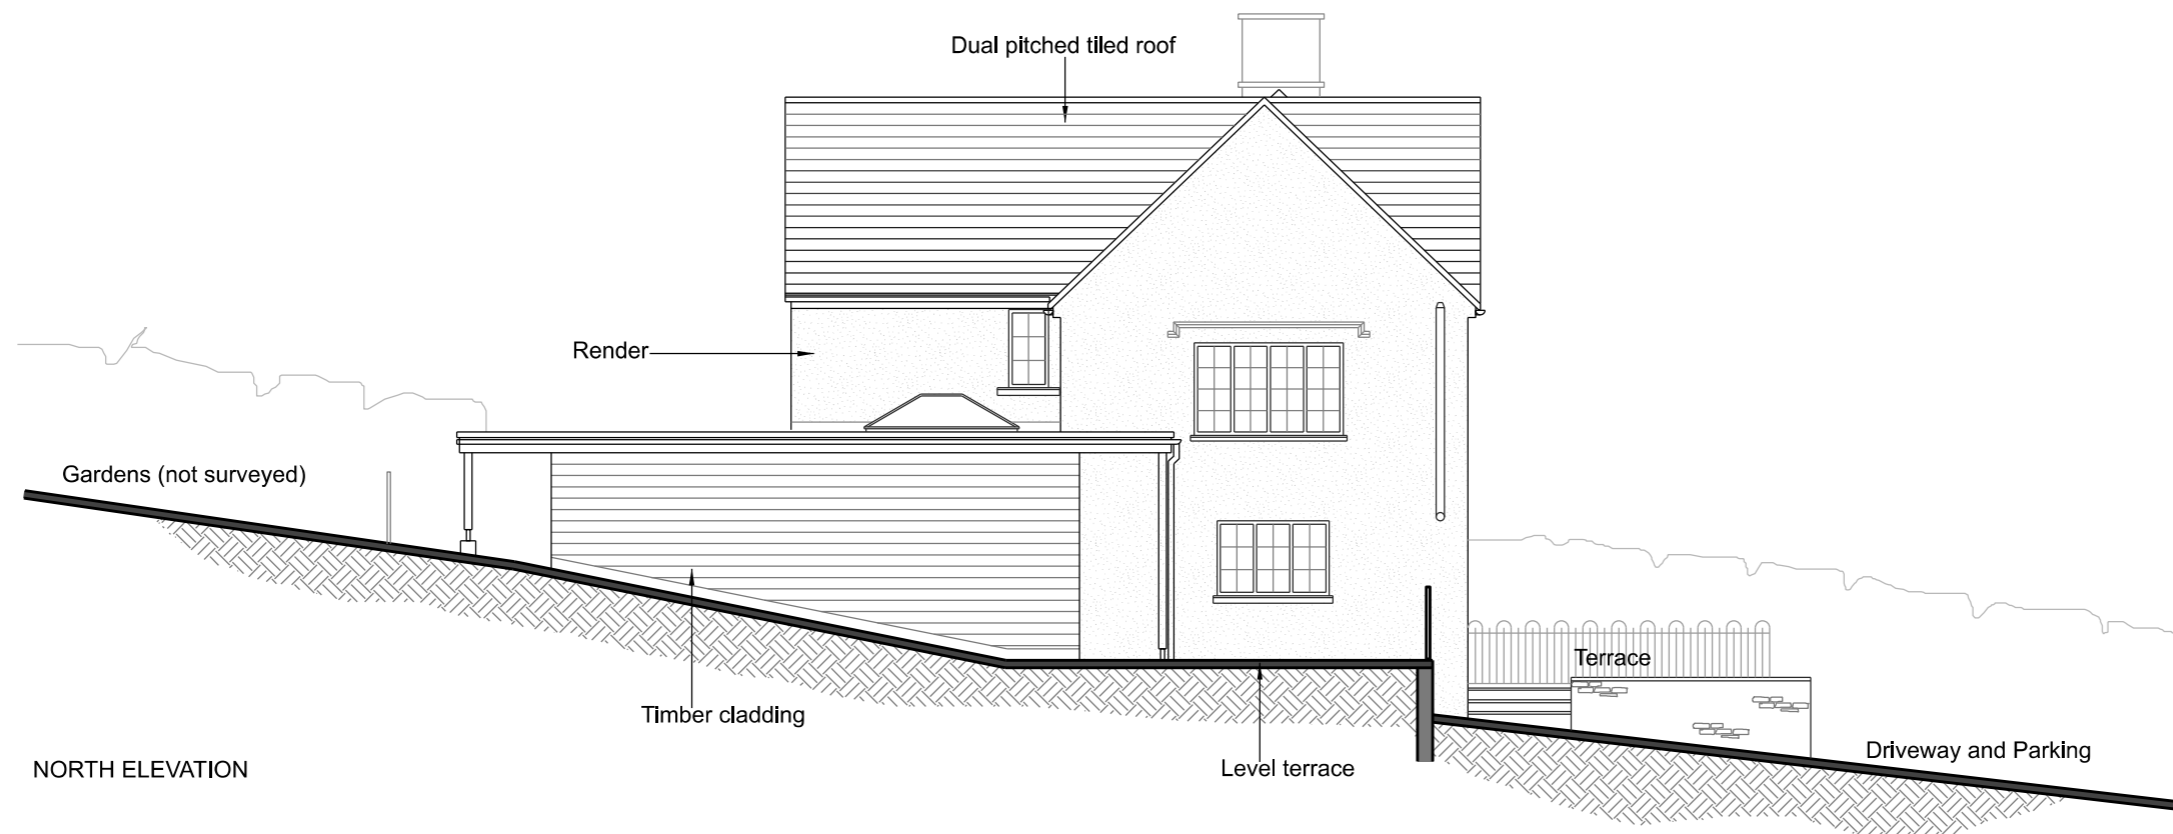 Dual pitched tiled roof
Render
Gardens (not surveyed)
Terrace
Timber cladding
Driveway and Parking
Level terrace
NORTH ELEVATION